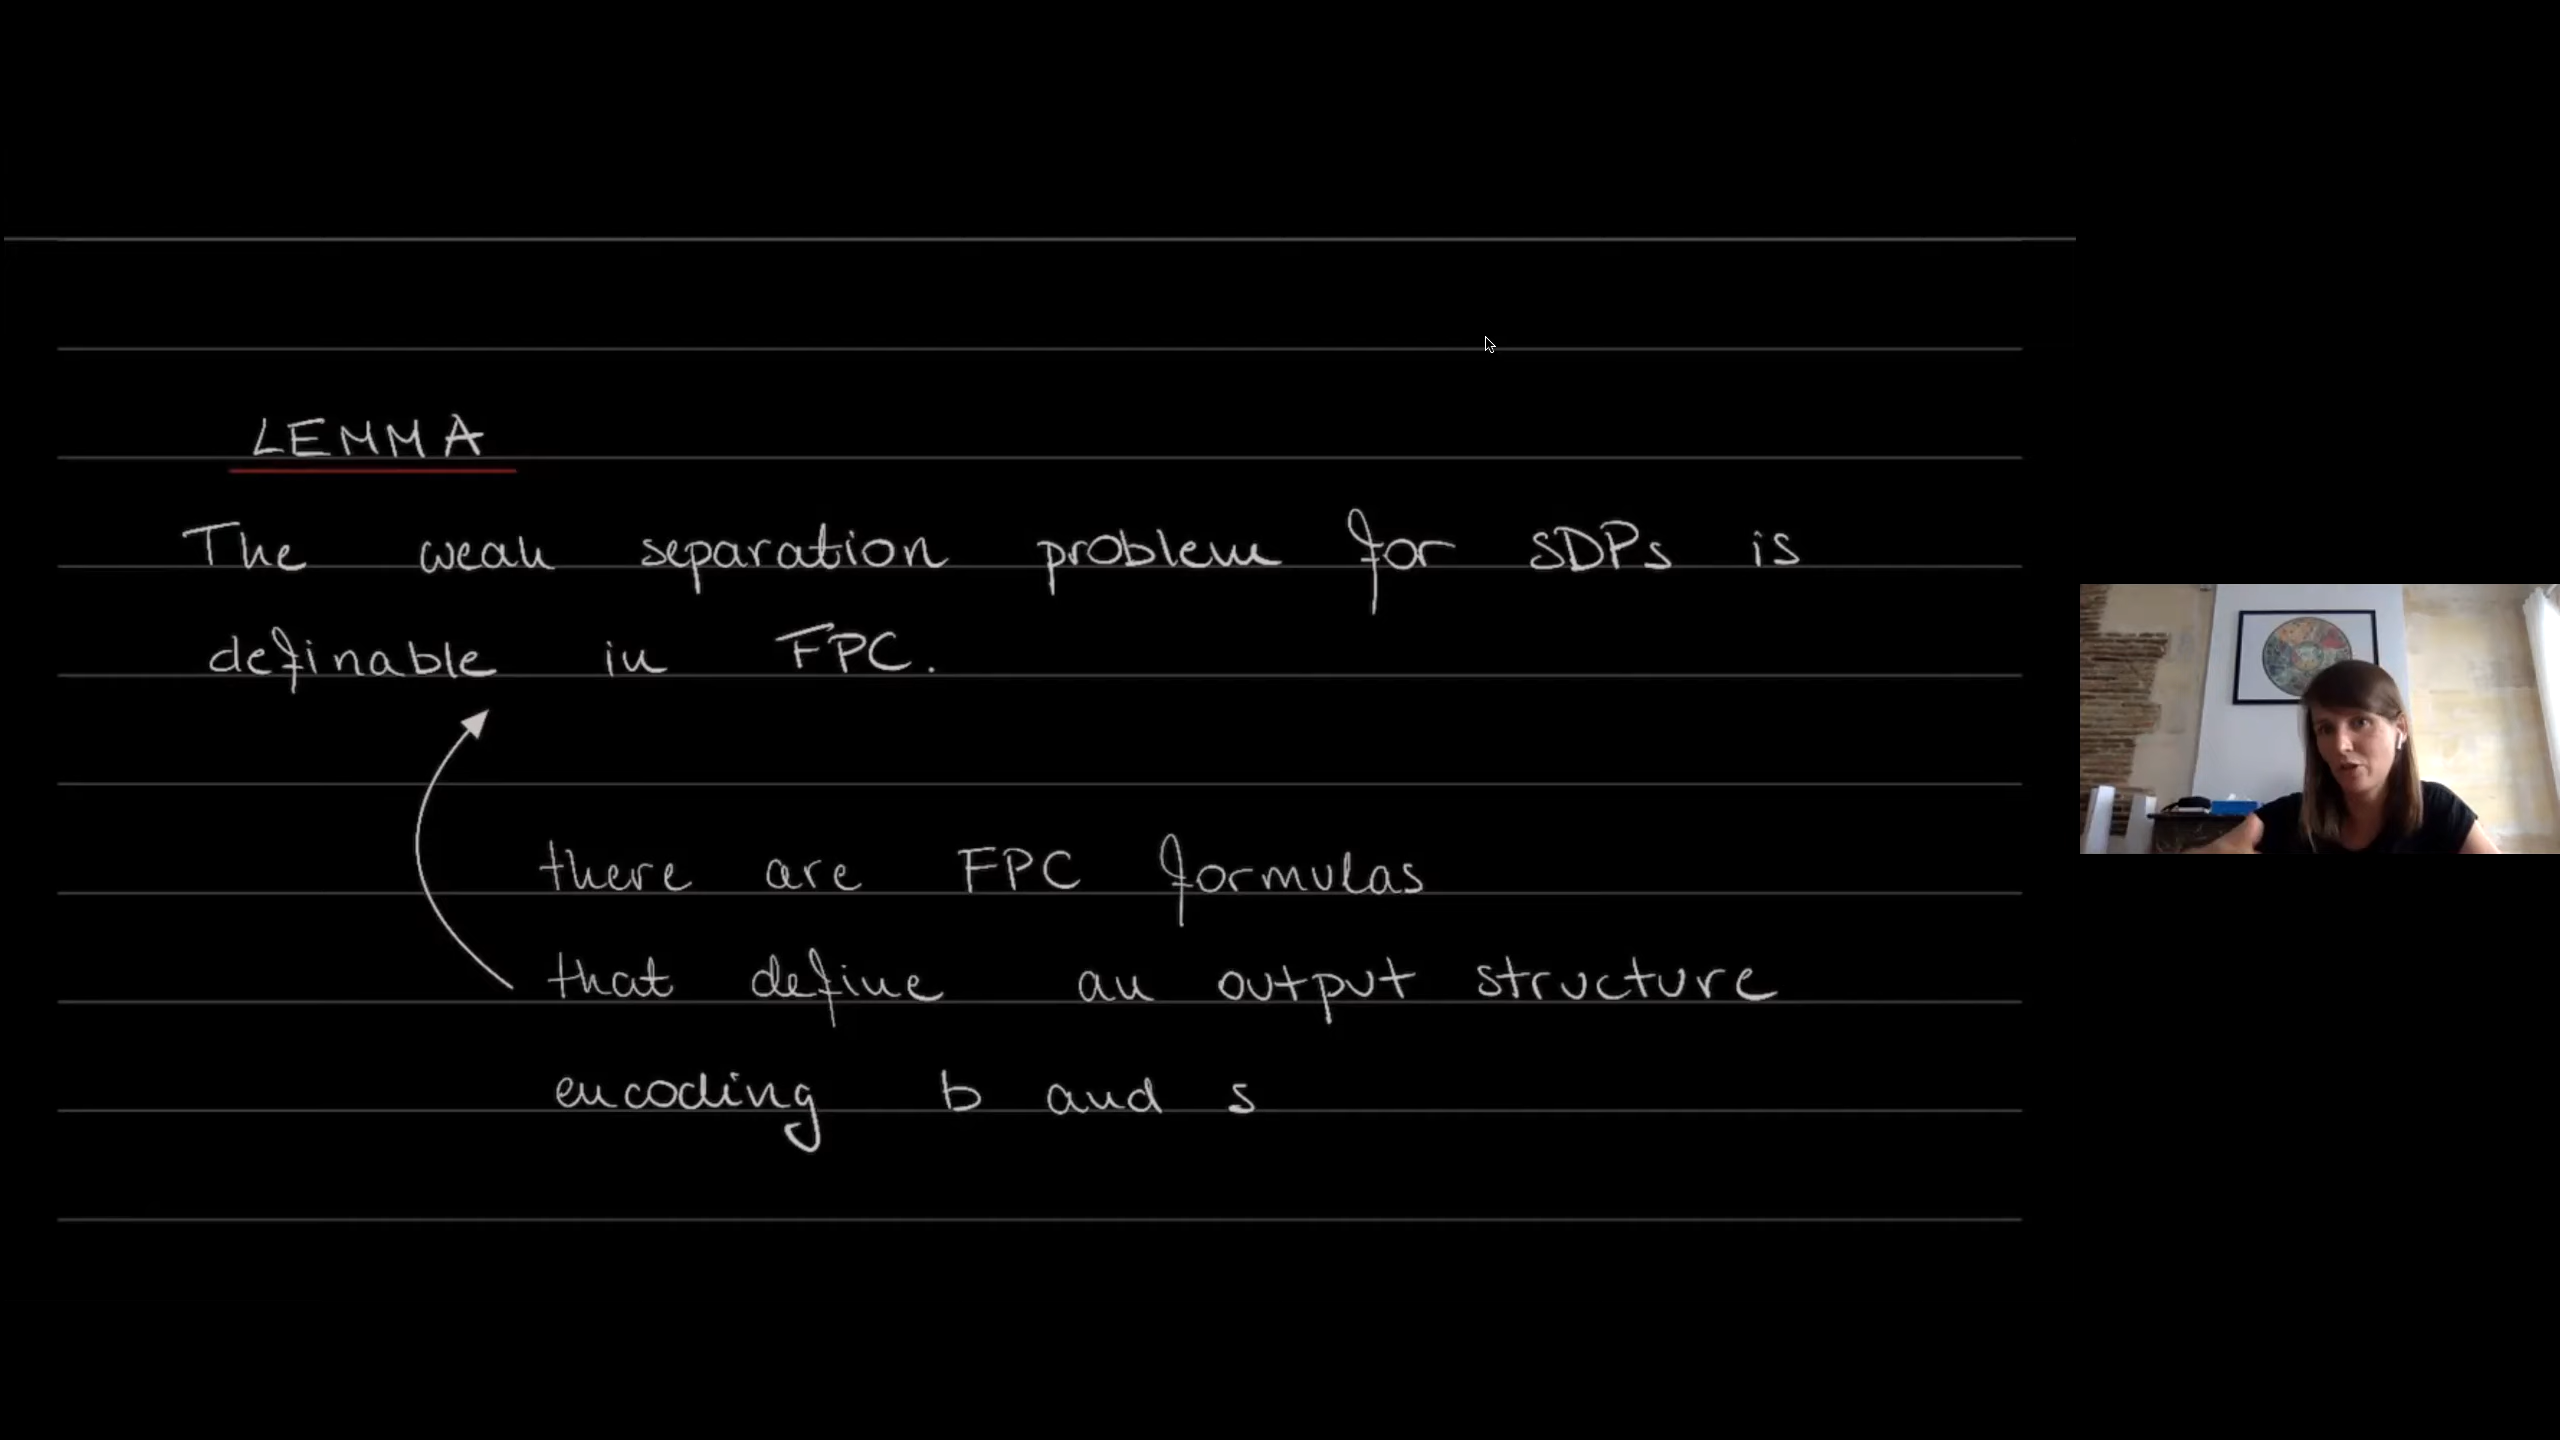 LEMMA
The weak separation problem for SDPs is
definable in FPC.
there are FPC formulas
that define an output structure
encoding b and s